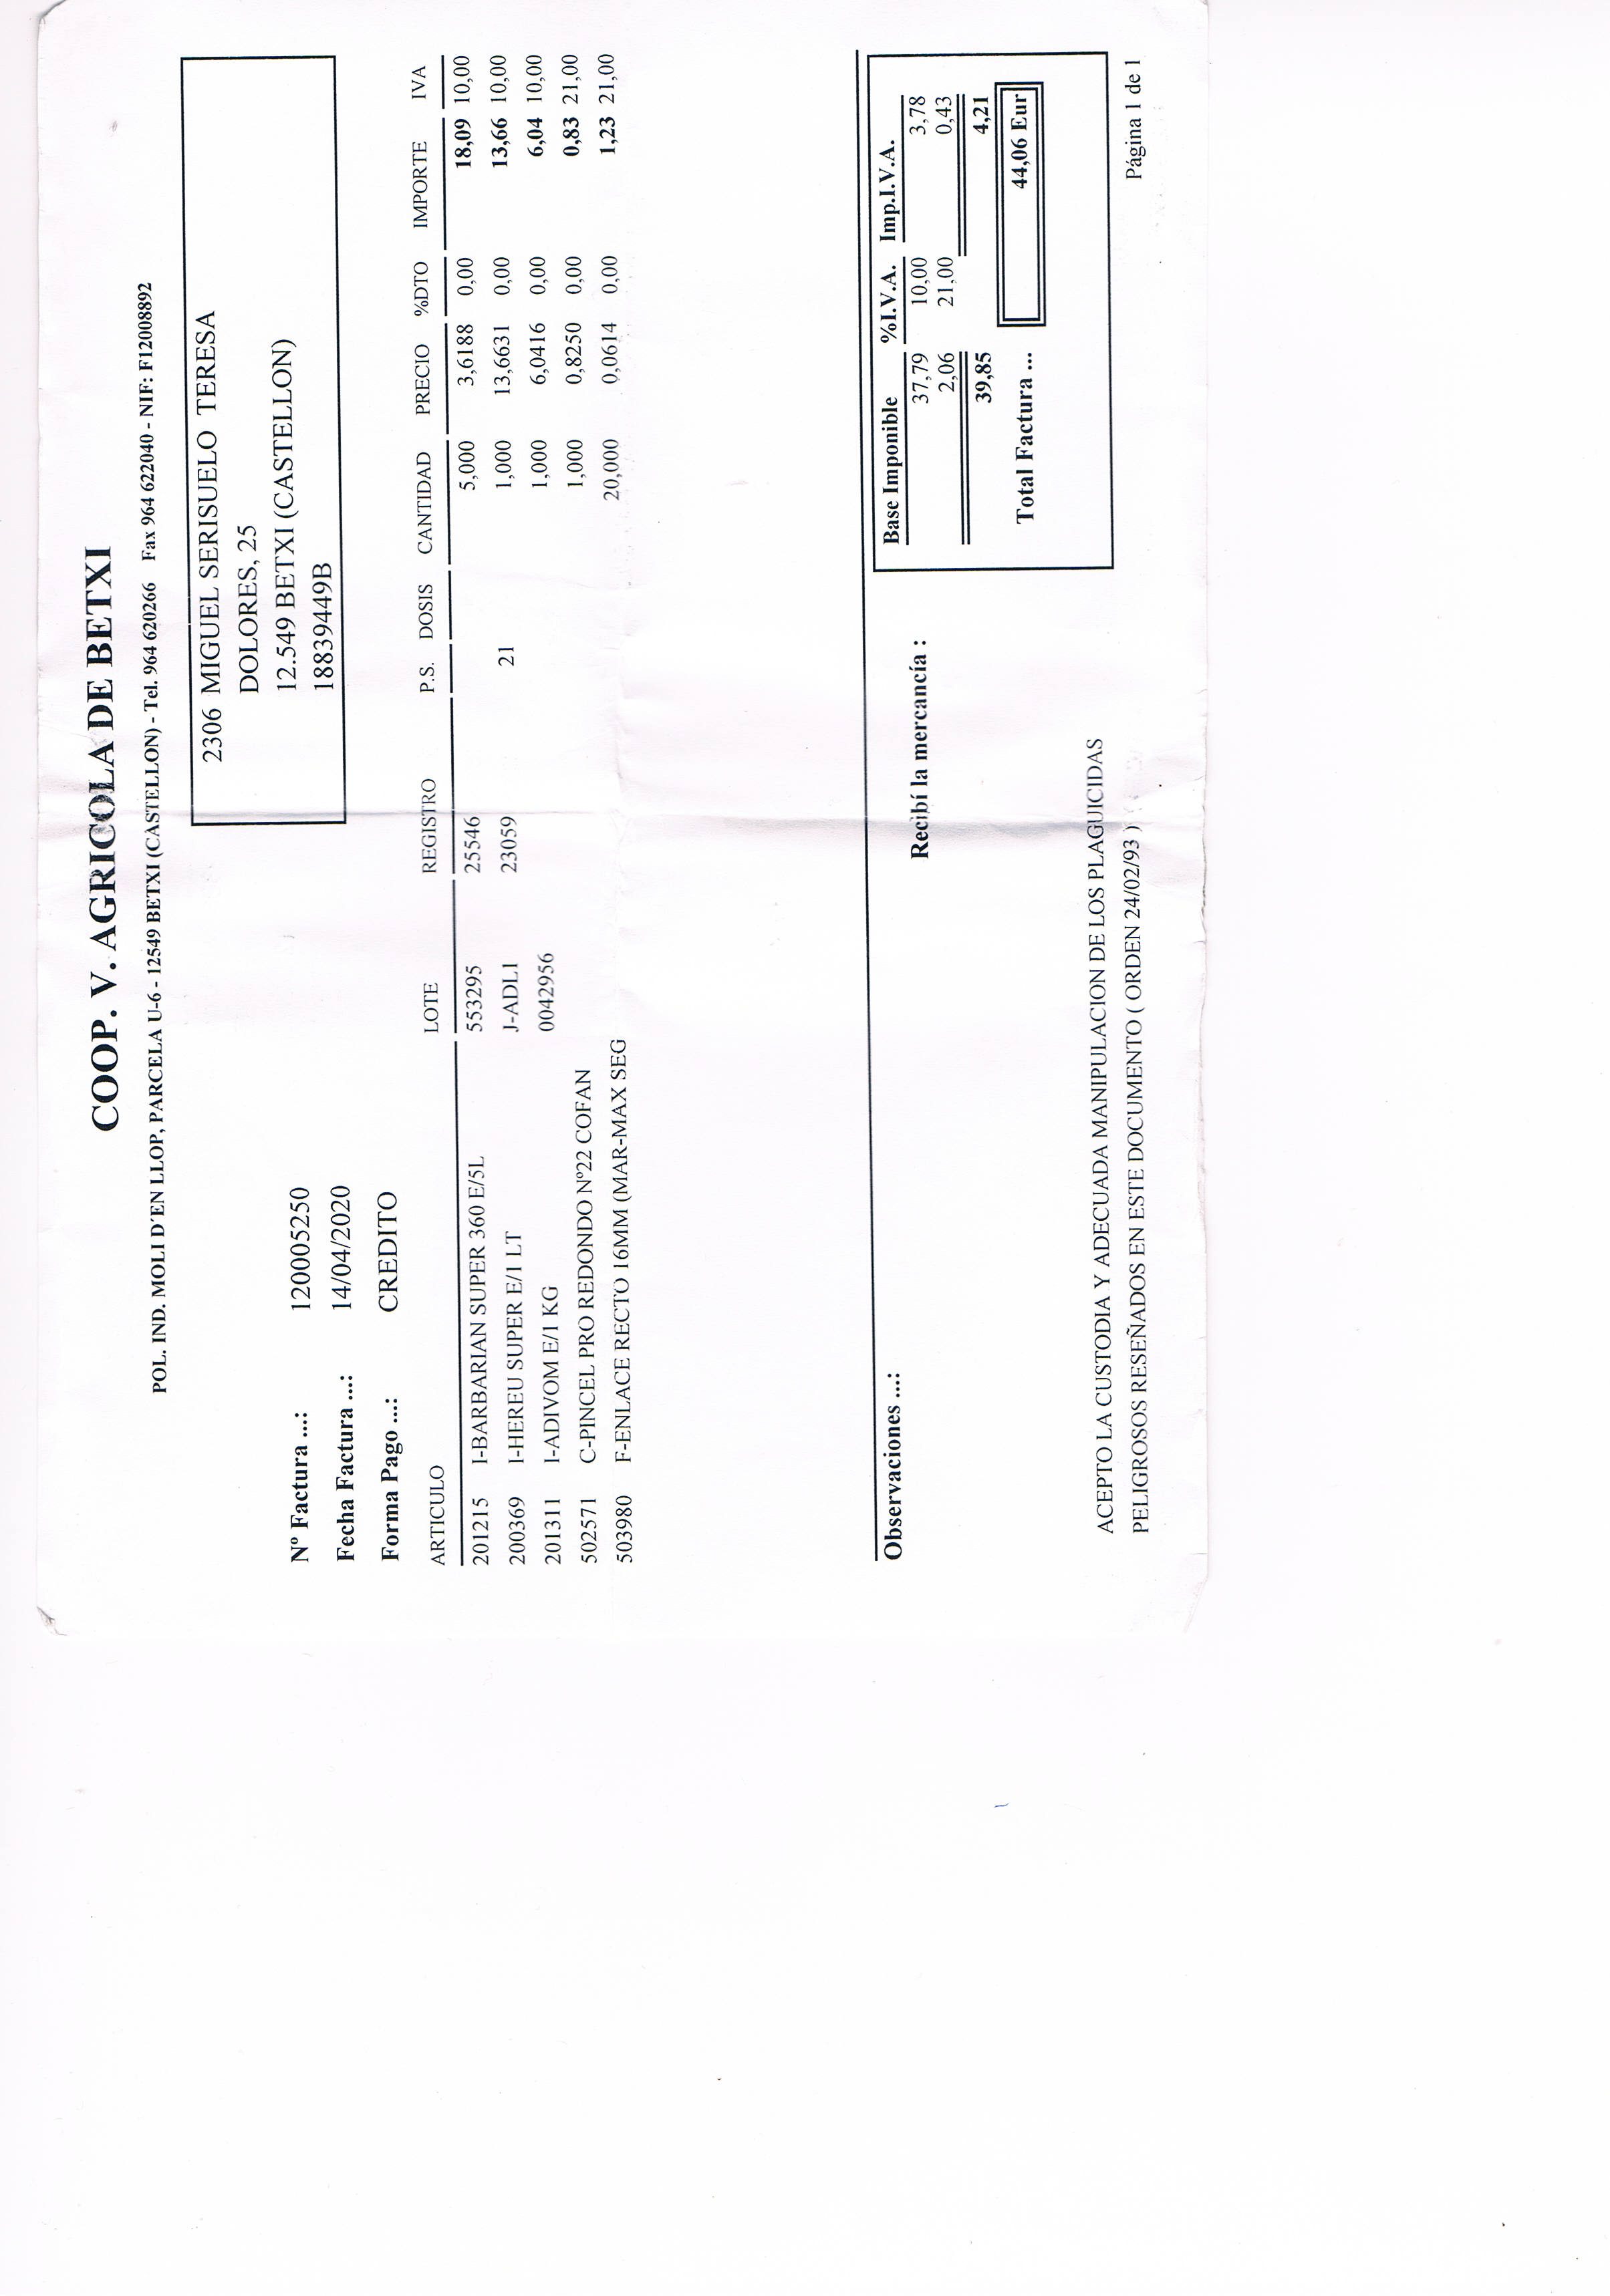 COOP. V. AGRICOLA DE BETXI
POL. IND. MOLI D´EN LLOP, PARCELA U-6 - 12549 BETXI (CASTELLON) - Tel. 964 620266 Fax 964 622040 - NIF: F12008892
2306 MIGUEL SERISUELO TERESA
DOLORES, 25
12.549 BETXI (CASTELLON)
18839449B
Nº Factura ...: 120005250
Fecha Factura ...: 14/04/2020
Forma Pago ...: CREDITO
ARTICULO LOTE REGISTRO P.S. DOSIS CANTIDAD PRECIO %DTO IMPORTE IVA
201215 I-BARBARIAN SUPER 360 E/5L 553295 25546 5,000 3,6188 0,00 18,09 10,00
200369 I-HEREU SUPER E/1 LT J-ADL1 23059 21 1,000 13,6631 0,00 13,66 10,00
201311 I-ADIVOM E/1 KG 0042956 1,000 6,0416 0,00 6,04 10,00
502571 C-PINCEL PRO REDONDO Nº22 COFAN 1,000 0,8250 0,00 0,83 21,00
503980 F-ENLACE RECTO 16MM (MAR-MAX SEG 20,000 0,0614 0,00 1,23 21,00
Observaciones ...:
Recibí la mercancía :
Base Imponible %I.V.A. Imp.I.V.A.
37,79 10,00 3,78
2,06 21,00 0,43
39,85 4,21
Total Factura ... 44,06 Eur
ACEPTO LA CUSTODIA Y ADECUADA MANIPULACION DE LOS PLAGUICIDAS
PELIGROSOS RESEÑADOS EN ESTE DOCUMENTO ( ORDEN 24/02/93 )
Página 1 de 1